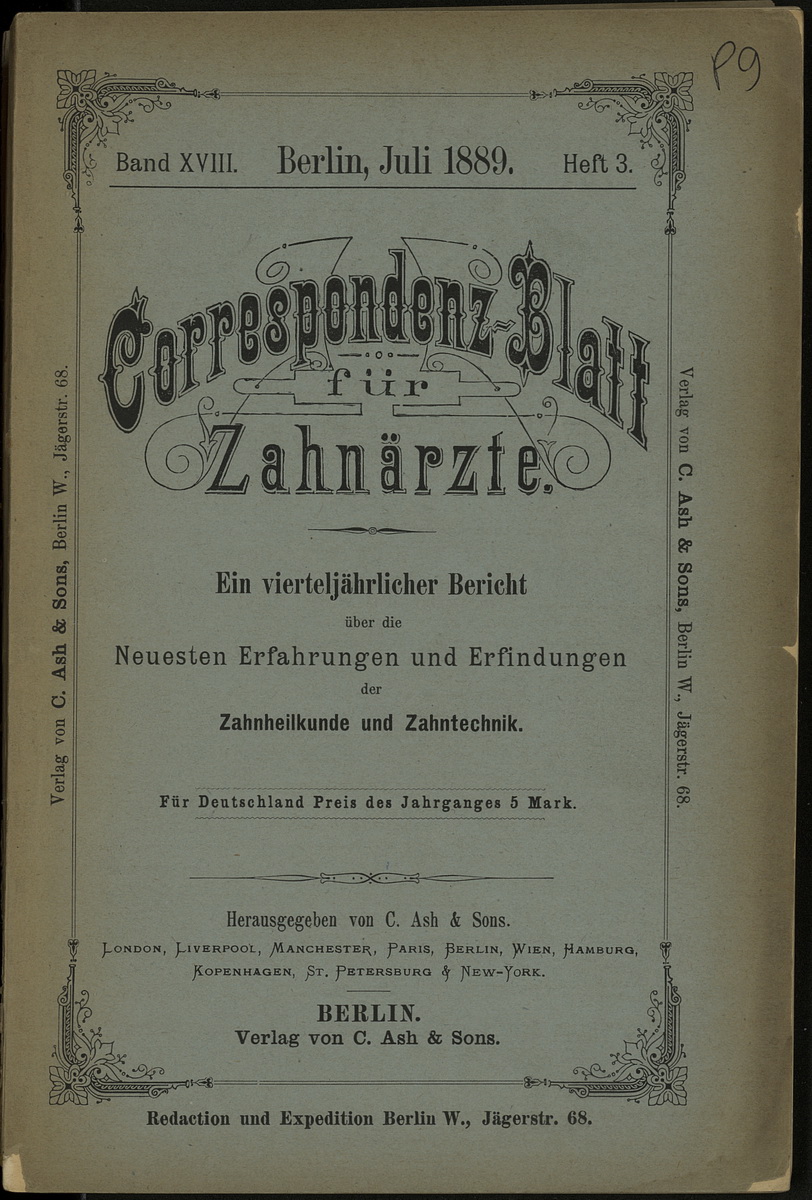 P9
Band XVIII. Berlin, Juli 1889. Heft 3.
Correspondenz-Blatt
für
Zahnärzte.
Ein vierteljährlicher Bericht
über die
Neuesten Erfahrungen und Erfindungen
der
Zahnheilkunde und Zahntechnik.
Für Deutschland Preis des Jahrganges 5 Mark.
Herausgegeben von C. Ash & Sons.
LONDON, LIVERPOOL, MANCHESTER, PARIS, BERLIN, WIEN, HAMBURG,
KOPENHAGEN, ST. PETERSBURG & NEW-YORK.
BERLIN.
Verlag von C. Ash & Sons.
Redaction und Expedition Berlin W., Jägerstr. 68.
Verlag von C. Ash & Sons, Berlin W., Jägerstr. 68.
Verlag von C. Ash & Sons, Berlin W., Jägerstr. 68.